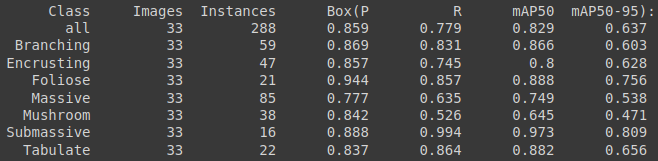 Class Images Instances Box(P R mAP50 mAP50-95):
all 33 288 0.859 0.779 0.829 0.637
Branching 33 59 0.869 0.831 0.866 0.603
Encrusting 33 47 0.857 0.745 0.8 0.628
Foliose 33 21 0.944 0.857 0.888 0.756
Massive 33 85 0.777 0.635 0.749 0.538
Mushroom 33 38 0.842 0.526 0.645 0.471
Submassive 33 16 0.888 0.994 0.973 0.809
Tabulate 33 22 0.837 0.864 0.882 0.656